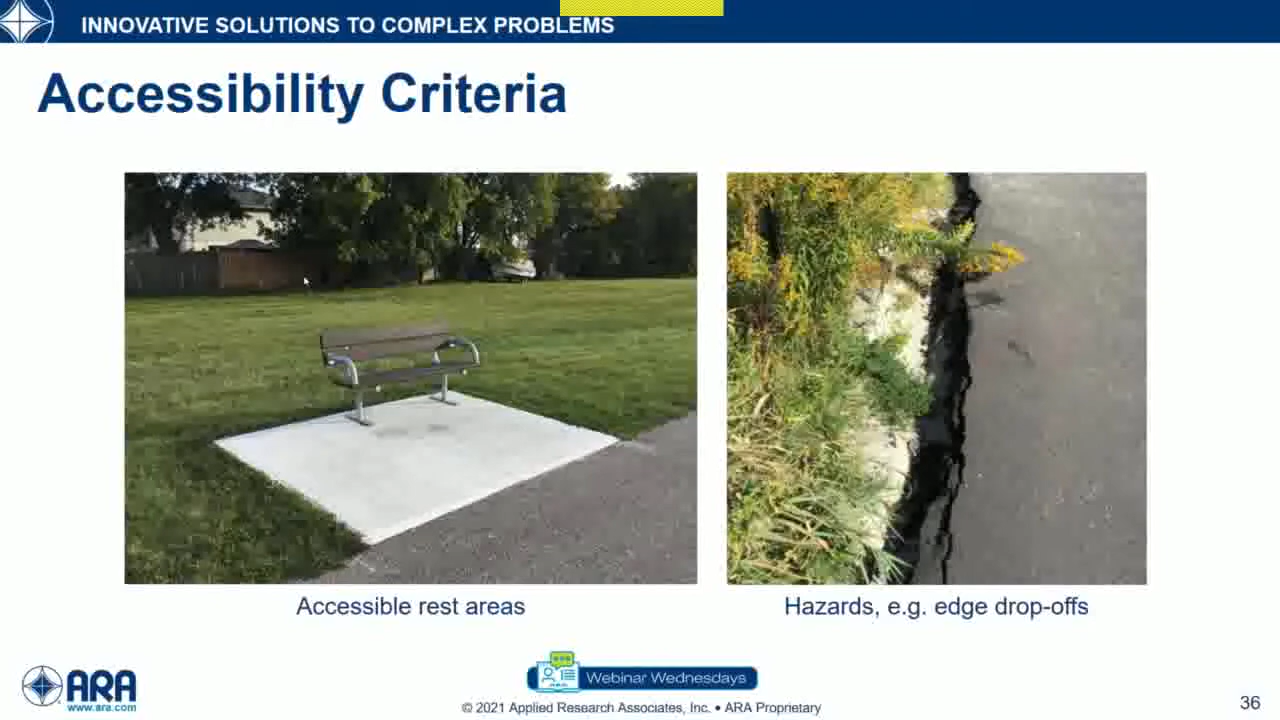 INNOVATIVE SOLUTIONS TO COMPLEX PROBLEMS
Accessibility Criteria
Accessible rest areas
Hazards, e.g. edge drop-offs
ARA
www.ara.com
Webinar Wednesdays
© 2021 Applied Research Associates, Inc. • ARA Proprietary
36